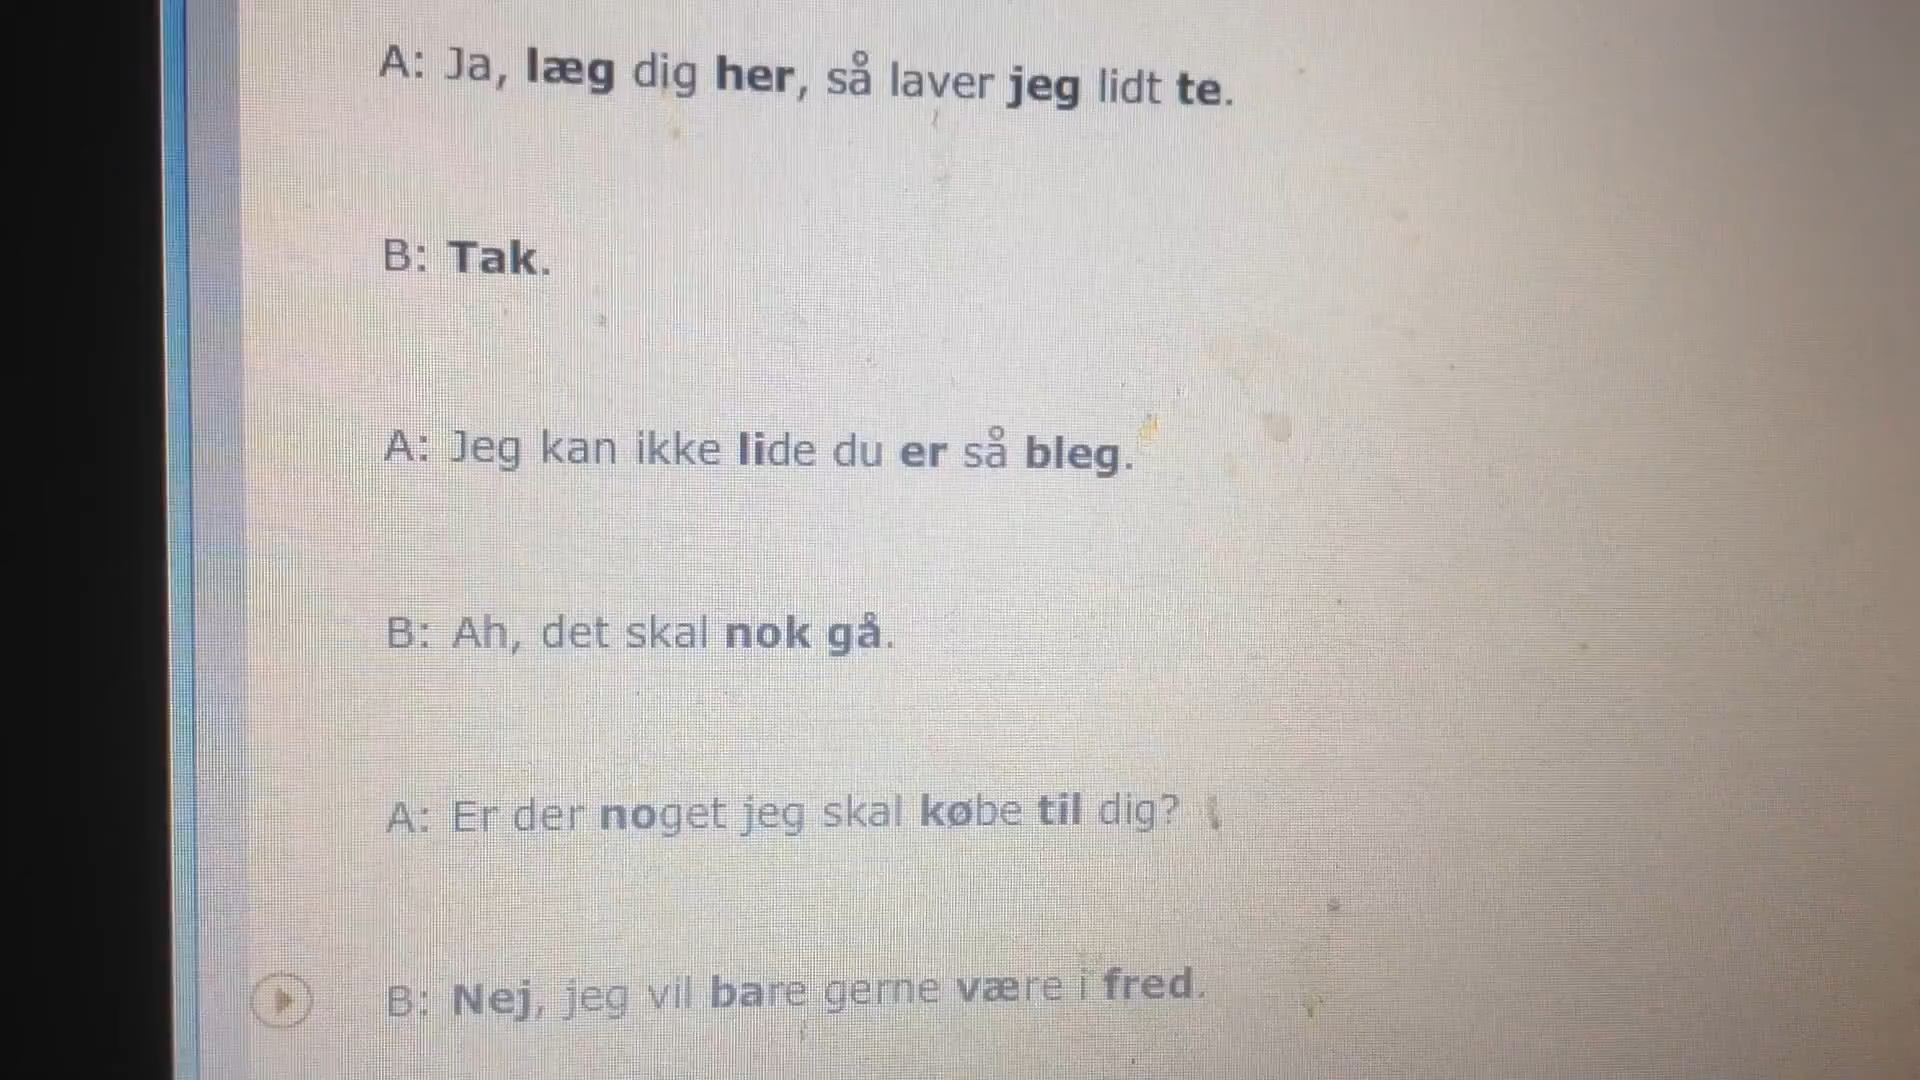 A: Ja, læg dig her, så laver jeg lidt te.
B: Tak.
A: Jeg kan ikke lide du er så bleg.
B: Ah, det skal nok gå.
A: Er der noget jeg skal købe til dig?
B: Nej, jeg vil bare gerne være i fred.